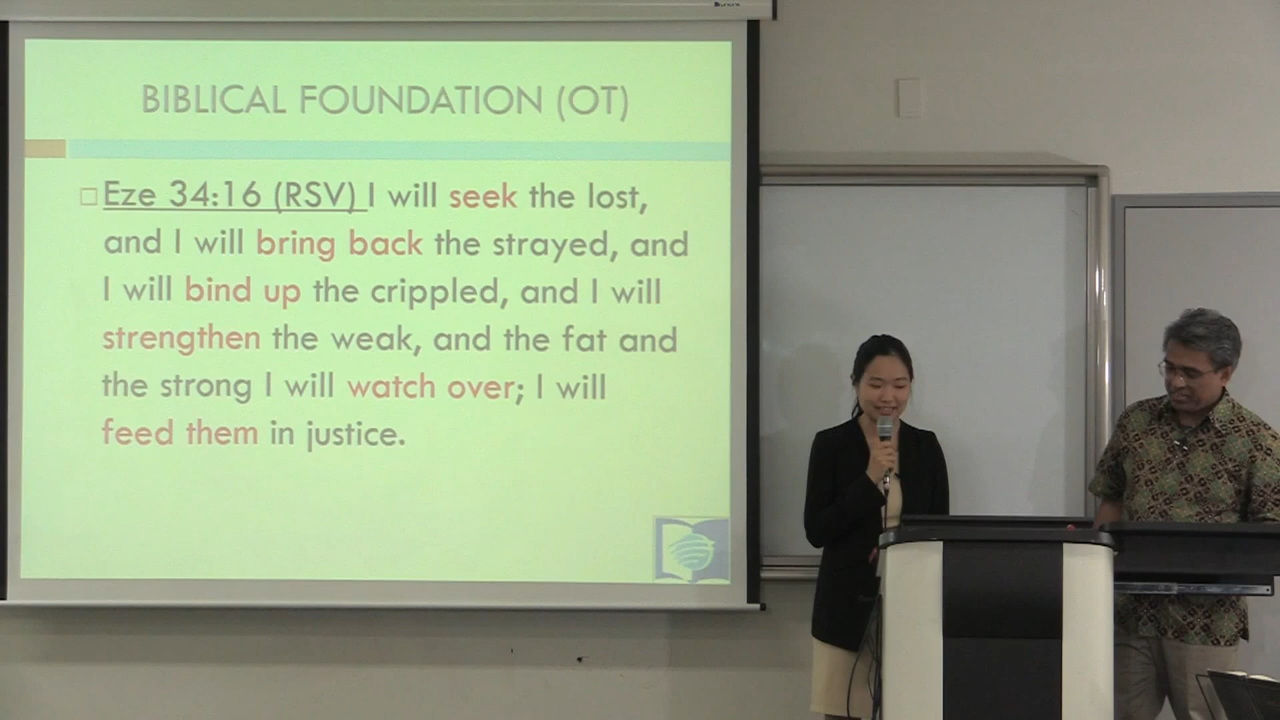 BIBLICAL FOUNDATION (OT)
Eze 34:16 (RSV) I will seek the lost,
and I will bring back the strayed, and
I will bind up the crippled, and I will
strengthen the weak, and the fat and
the strong I will watch over; I will
feed them in justice.